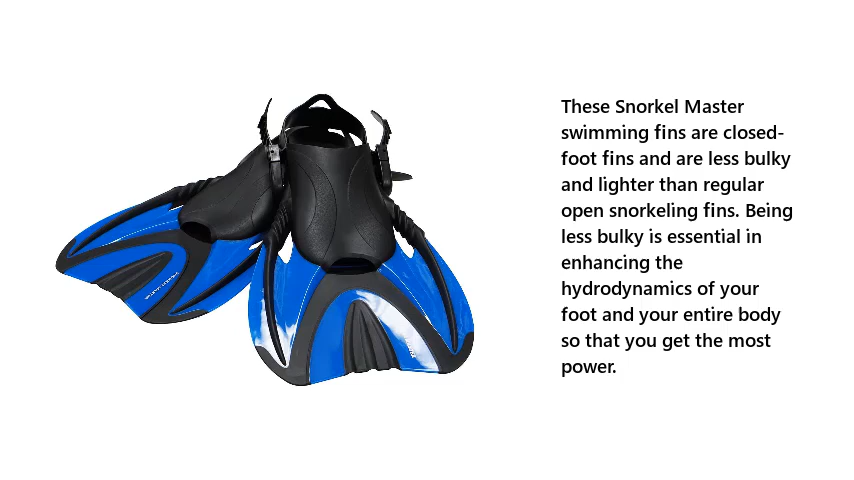 These Snorkel Master
swimming fins are closed-
foot fins and are less bulky
and lighter than regular
open snorkeling fins. Being
less bulky is essential in
enhancing the
hydrodynamics of your
foot and your entire body
so that you get the most
power.